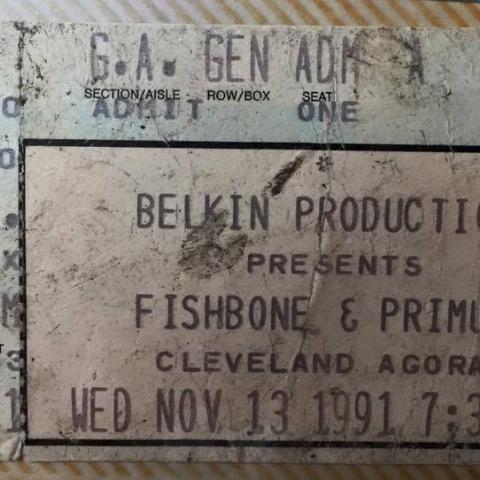 G.A. GEN ADM A
SECTION/AISLE ROW/BOX SEAT
ADMIT ONE
BELKIN PRODUCTIO
PRESENTS
FISHBONE & PRIMU
CLEVELAND AGORA
WED NOV 13 1991 7:3